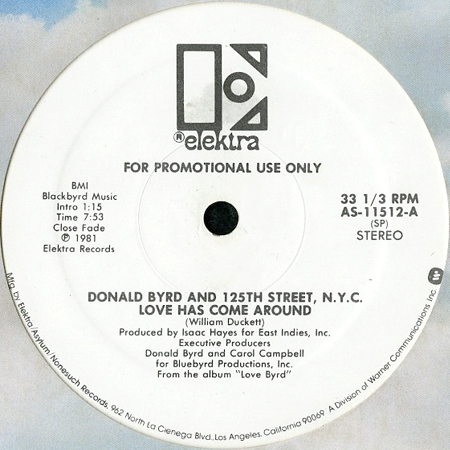 ® elektra
FOR PROMOTIONAL USE ONLY
BMI
Blackbyrd Music
Intro 1:15
Time 7:53
Close Fade
℗ 1981
Elektra Records
33 1/3 RPM
AS-11512-A
(SP)
STEREO
DONALD BYRD AND 125TH STREET, N.Y.C.
LOVE HAS COME AROUND
(William Duckett)
Produced by Isaac Hayes for East Indies, Inc.
Executive Producers
Donald Byrd and Carol Campbell
for Bluebyrd Productions, Inc.
From the album "Love Byrd"
Mfg. by Elektra/Asylum/Nonesuch Records, 962 North La Cienega Blvd., Los Angeles, California 90069 A Division of Warner Communications Inc.